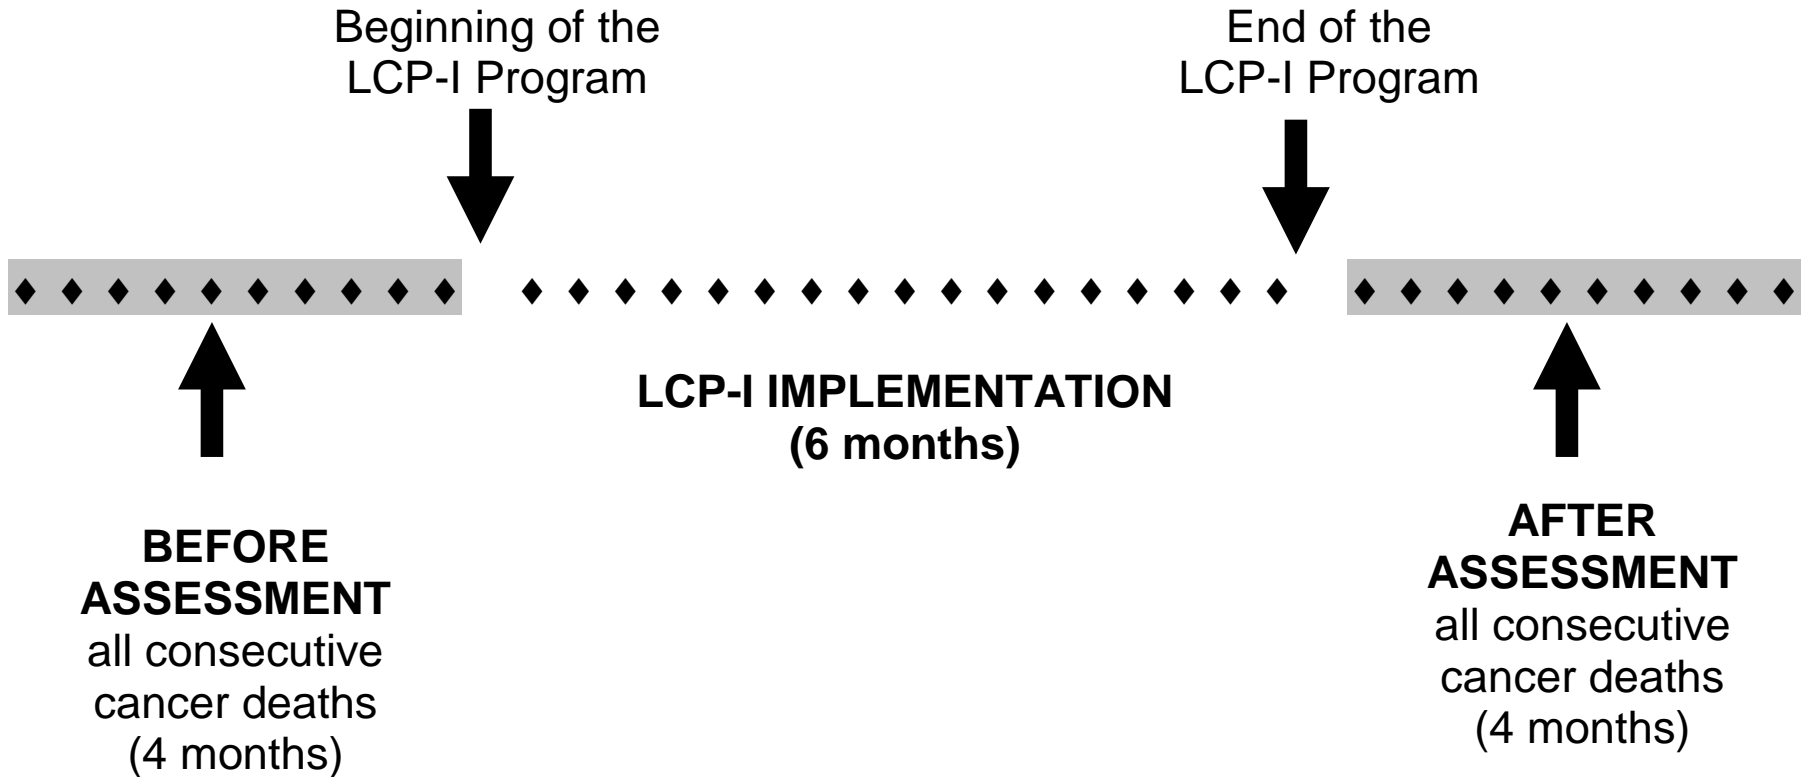 Beginning of the
LCP-I Program
End of the
LCP-I Program
LCP-I IMPLEMENTATION
(6 months)
BEFORE
ASSESSMENT
all consecutive
cancer deaths
(4 months)
AFTER
ASSESSMENT
all consecutive
cancer deaths
(4 months)